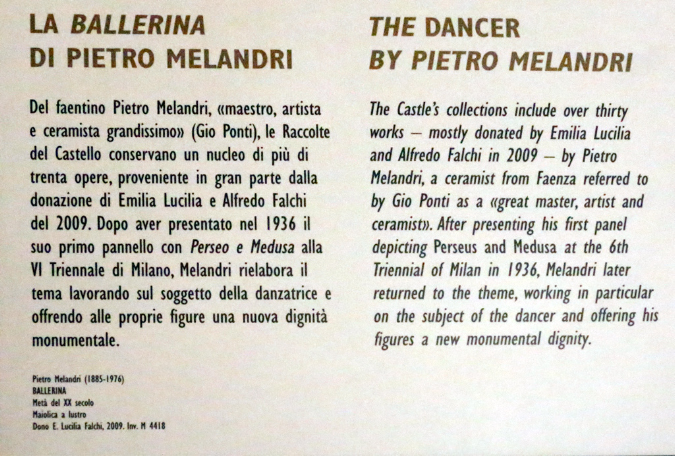 LA BALLERINA
DI PIETRO MELANDRI
Del faentino Pietro Melandri, «maestro, artista
e ceramista grandissimo» (Gio Ponti), le Raccolte
del Castello conservano un nucleo di più di
trenta opere, proveniente in gran parte dalla
donazione di Emilia Lucilia e Alfredo Falchi
del 2009. Dopo aver presentato nel 1936 il
suo primo pannello con Perseo e Medusa alla
VI Triennale di Milano, Melandri rielabora il
tema lavorando sul soggetto della danzatrice e
offrendo alle proprie figure una nuova dignità
monumentale.
Pietro Melandri (1885-1976)
BALLERINA
Metà del XX secolo
Maiolica a lustro
Dono E. Lucilia Falchi, 2009. Inv. M 4418
THE DANCER
BY PIETRO MELANDRI
The Castle's collections include over thirty
works – mostly donated by Emilia Lucilia
and Alfredo Falchi in 2009 – by Pietro
Melandri, a ceramist from Faenza referred to
by Gio Ponti as a «great master, artist and
ceramist». After presenting his first panel
depicting Perseus and Medusa at the 6th
Triennial of Milan in 1936, Melandri later
returned to the theme, working in particular
on the subject of the dancer and offering his
figures a new monumental dignity.